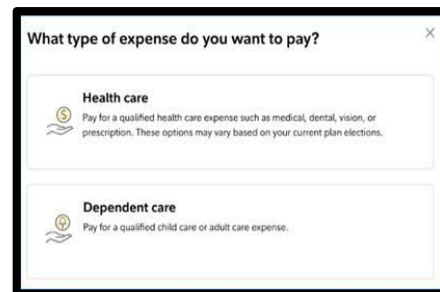 What type of expense do you want to pay?
Health care
Pay for a qualified health care expense such as medical, dental, vision, or
prescription. These options may vary based on your current plan elections.
Dependent care
Pay for a qualified child care or adult care expense.